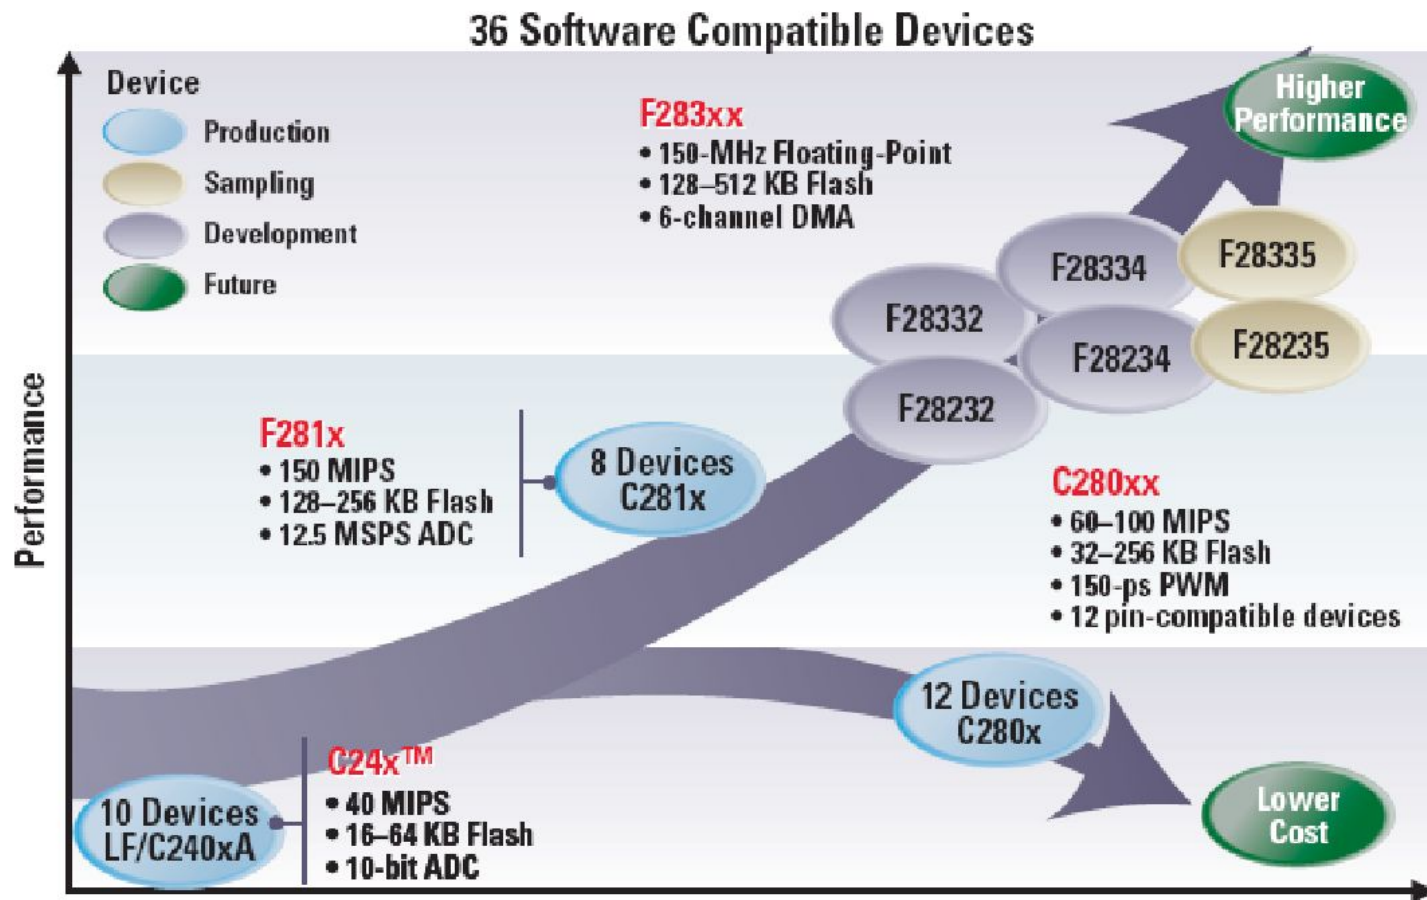 36 Software Compatible Devices
Device
Production
Sampling
Development
Future
F283xx
• 150-MHz Floating-Point
• 128–512 KB Flash
• 6-channel DMA
Higher
Performance
F28334
F28335
F28332
F28234
F28235
F28232
Performance
F281x
• 150 MIPS
• 128–256 KB Flash
• 12.5 MSPS ADC
8 Devices
C281x
C280xx
• 60–100 MIPS
• 32–256 KB Flash
• 150-ps PWM
• 12 pin-compatible devices
12 Devices
C280x
10 Devices
LF/C240xA
C24x™
• 40 MIPS
• 16–64 KB Flash
• 10-bit ADC
Lower
Cost